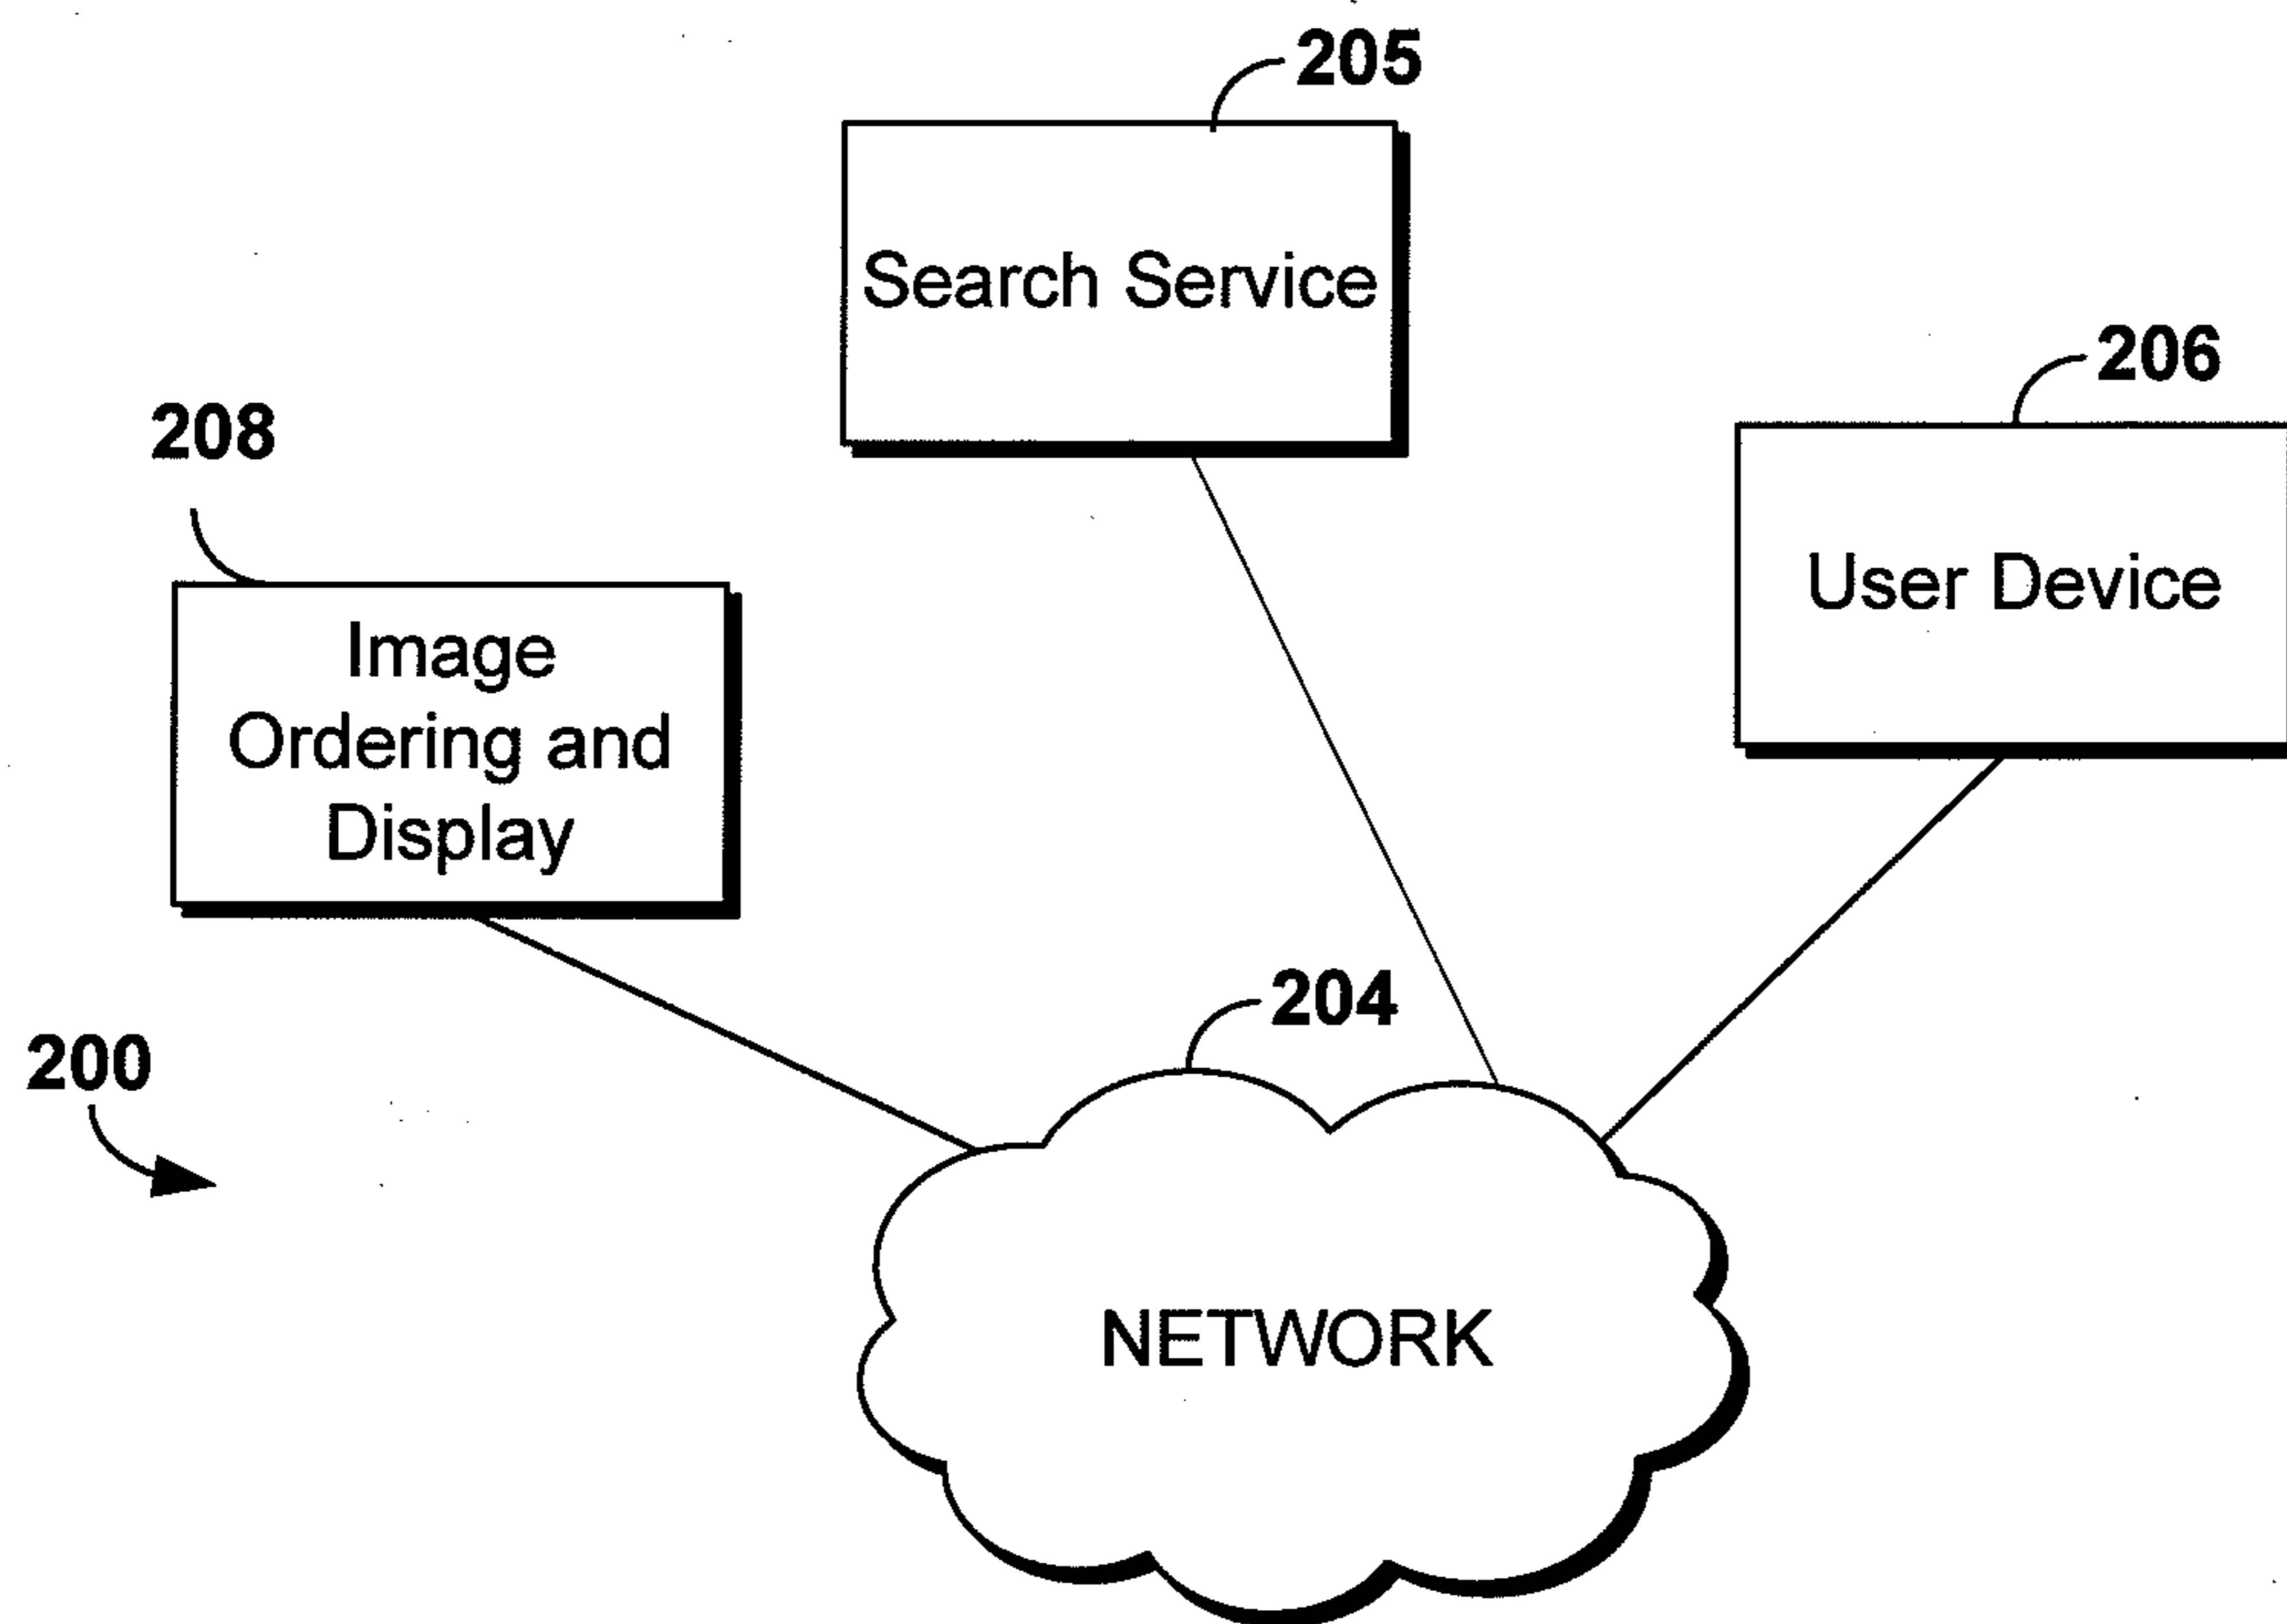 205
Search Service
206
User Device
208
Image
Ordering and
Display
204
200
NETWORK